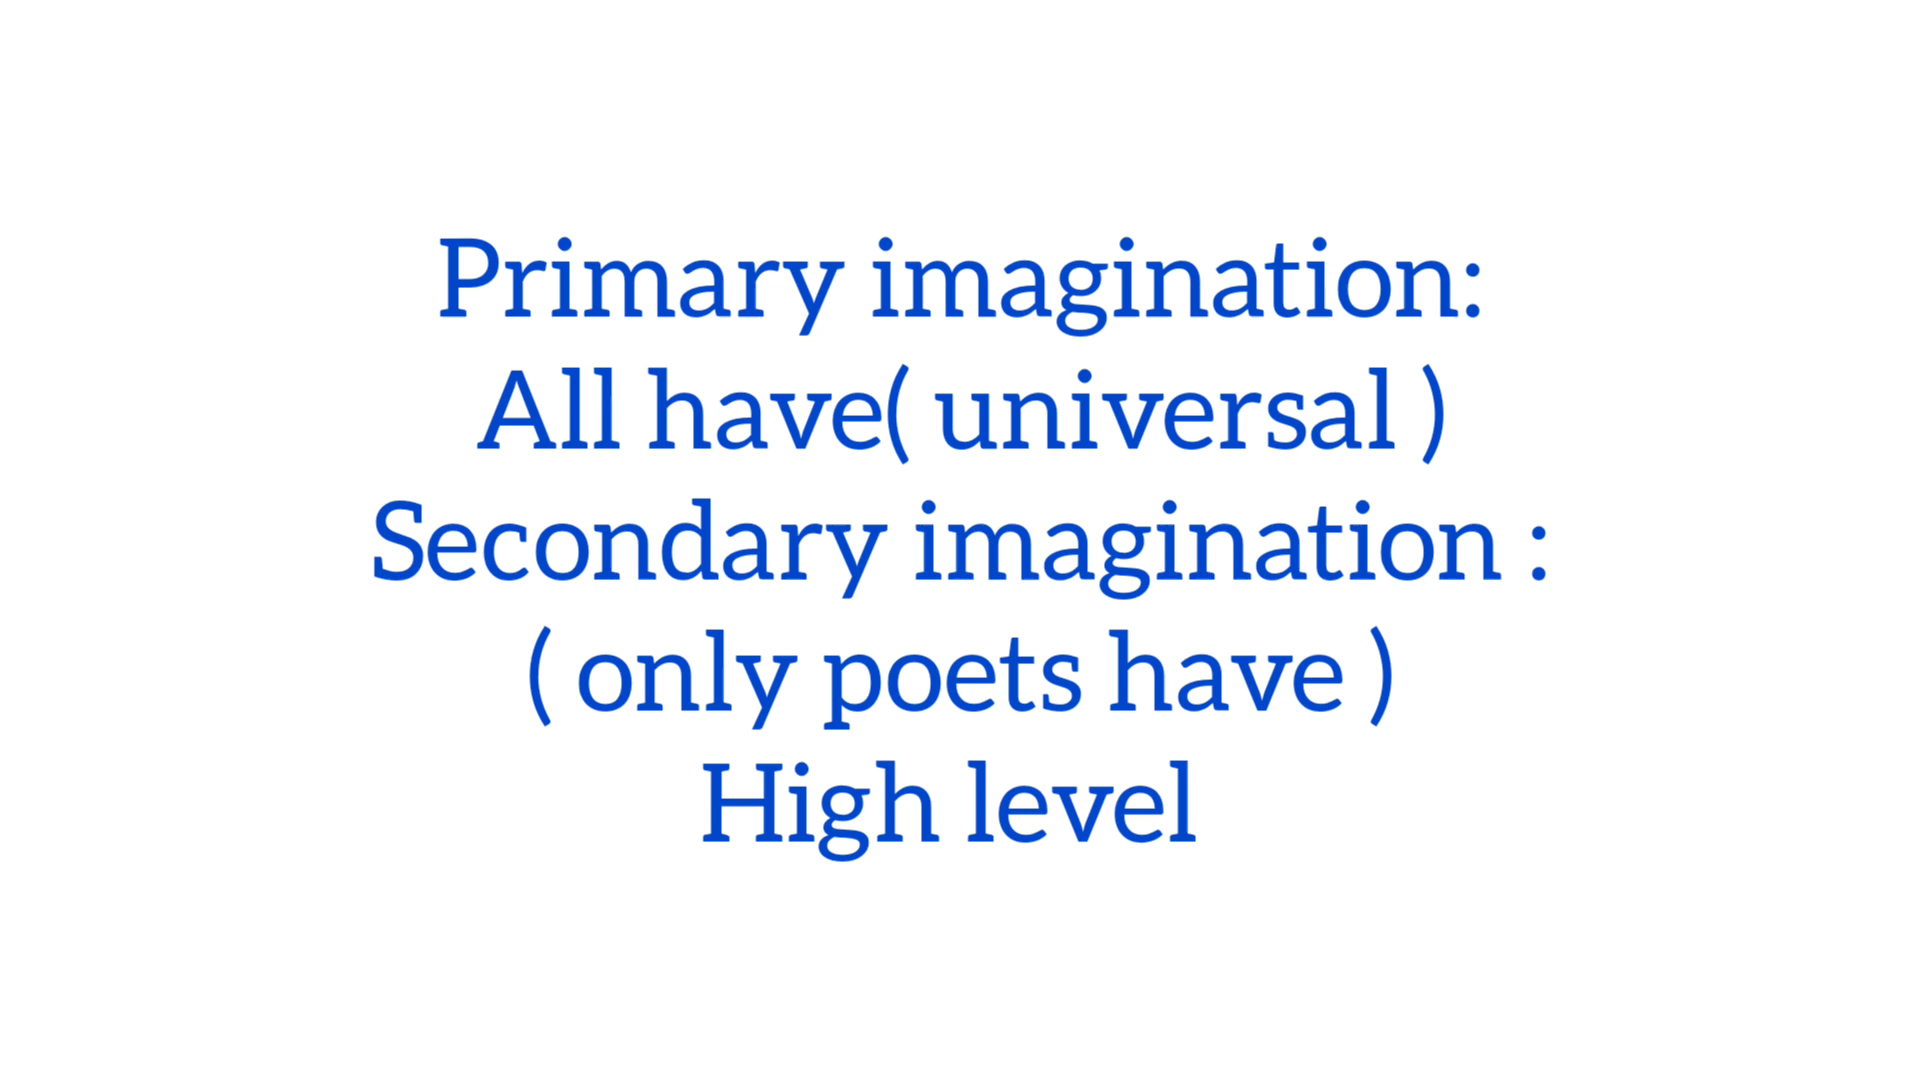 Primary imagination:
All have( universal )
Secondary imagination :
( only poets have )
High level